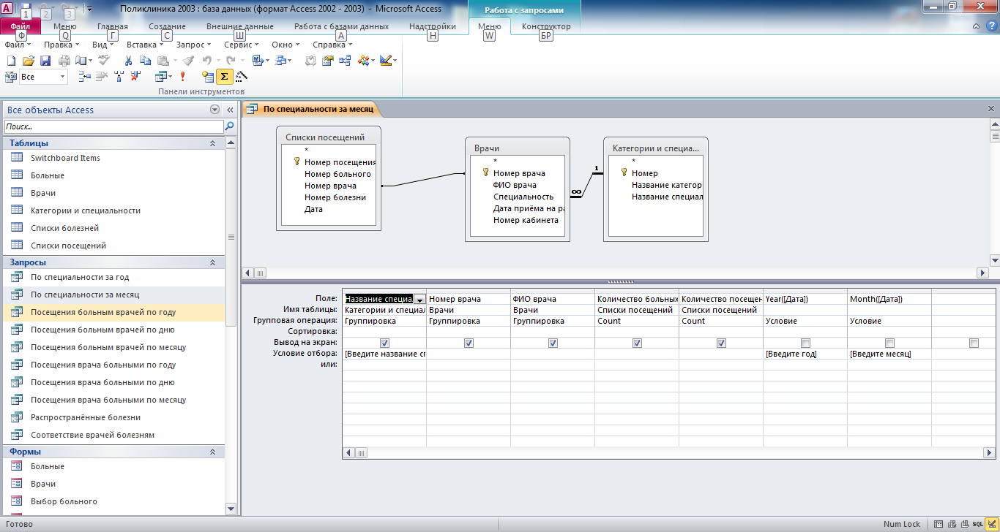 Поликлиника 2003 : база данных (формат Access 2002 - 2003) - Microsoft Access
Работа с запросами
1 2 3
Файл Меню Главная Создание Внешние данные Работа с базами данных Надстройки Меню Конструктор
Ф Q Г С Ш А Н W БР
Файл Правка Вид Вставка Запрос Сервис Окно Справка
Все
Панели инструментов
Все объекты Access
Поиск...
Таблицы
Switchboard Items
Больные
Врачи
Категории и специальности
Списки болезней
Списки посещений
Запросы
По специальности за год
По специальности за месяц
Посещения больным врачей по году
Посещения больным врачей по дню
Посещения больным врачей по месяцу
Посещения врача больными по году
Посещения врача больными по дню
Посещения врача больными по месяцу
Распространённые болезни
Соответствие врачей болезням
Формы
Больные
Врачи
Выбор больного
По специальности за месяц
Списки посещений
*
Номер посещения
Номер больного
Номер врача
Номер болезни
Дата
Врачи
*
Номер врача
ФИО врача
Специальность
Дата приёма на ра
Номер кабинета
∞ 1
Категории и специа...
*
Номер
Название категор
Название специал
Поле: Название специа Номер врача ФИО врача Количество больных Количество посещен Year([Дата]) Month([Дата])
Имя таблицы: Категории и специал Врачи Врачи Списки посещений Списки посещений
Групповая операция: Группировка Группировка Группировка Count Count Условие Условие
Сортировка:
Вывод на экран:
Условие отбора: [Введите название сп [Введите год] [Введите месяц]
или:
Готово
Num Lock
SQL